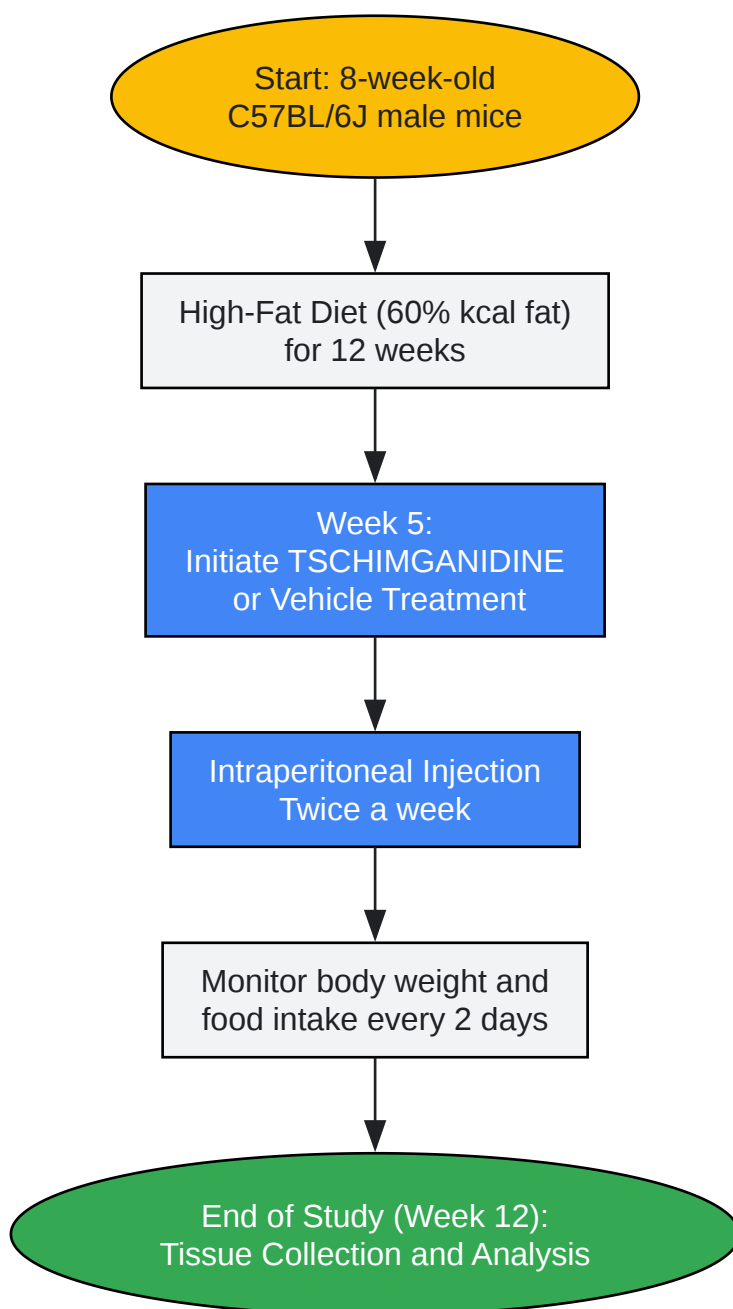 Start: 8-week-old
C57BL/6J male mice
High-Fat Diet (60% kcal fat)
for 12 weeks
Week 5:
Initiate TSCHIMGANIDINE
or Vehicle Treatment
Intraperitoneal Injection
Twice a week
Monitor body weight and
food intake every 2 days
End of Study (Week 12):
Tissue Collection and Analysis